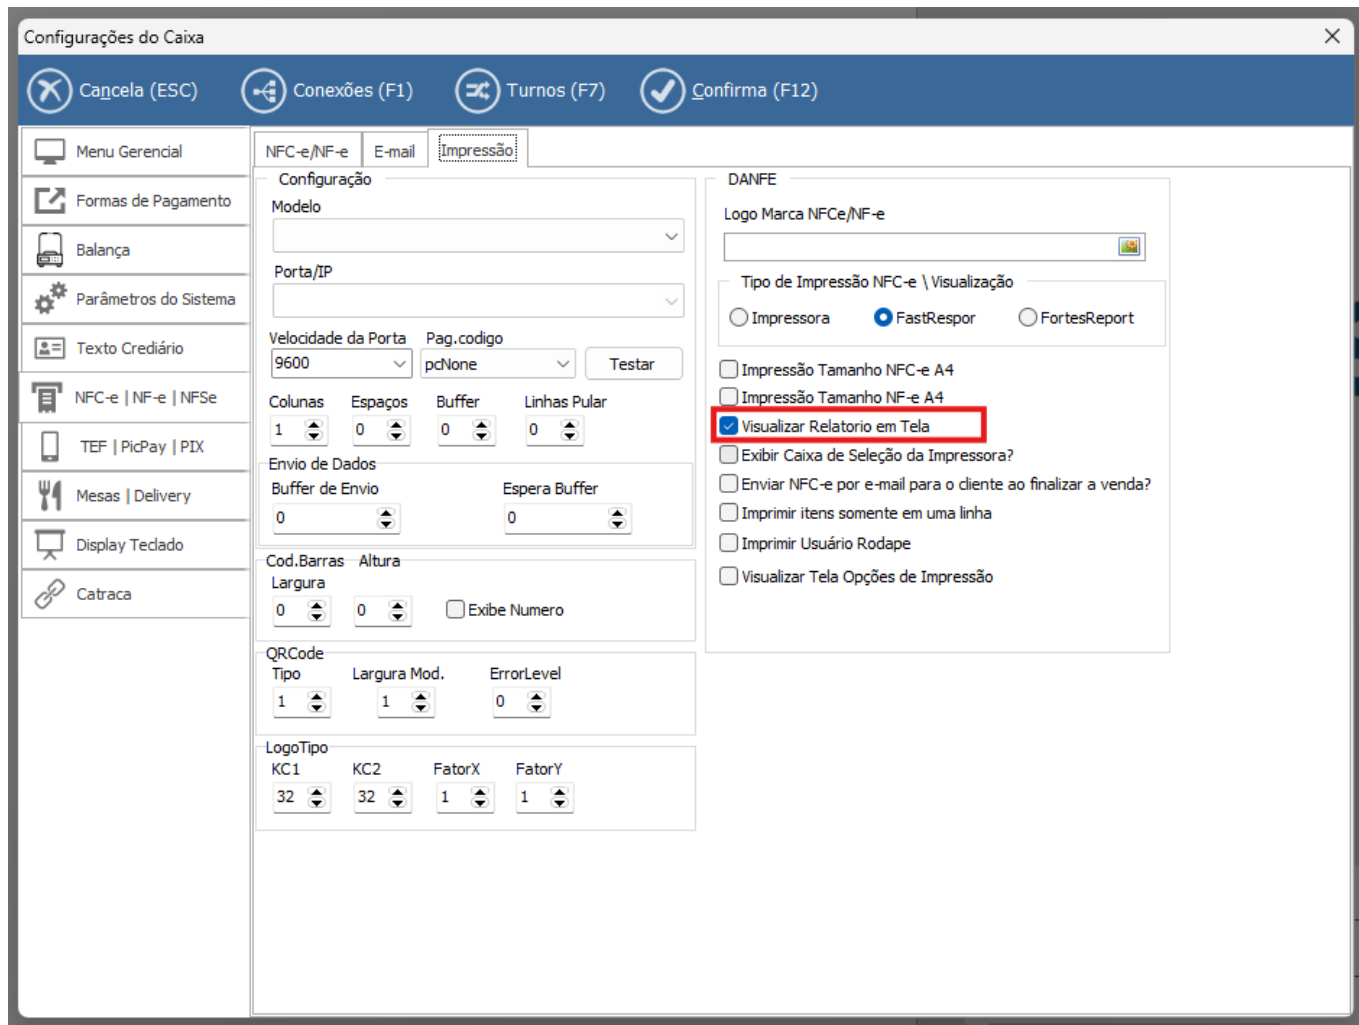 Configurações do Caixa
Cancela (ESC)
Conexões (F1)
Turnos (F7)
Confirma (F12)
Menu Gerencial
Formas de Pagamento
Balança
Parâmetros do Sistema
Texto Crediário
NFC-e | NF-e | NFSe
TEF | PicPay | PIX
Mesas | Delivery
Display Teclado
Catraca
NFC-e/NF-e
E-mail
Impressão
Configuração
Modelo
Porta/IP
Velocidade da Porta
Pag.codigo
9600
pcNone
Testar
Colunas
Espaços
Buffer
Linhas Pular
1
0
0
0
Envio de Dados
Buffer de Envio
Espera Buffer
0
0
Cod.Barras
Altura
Largura
0
0
Exibe Numero
QRCode
Tipo
Largura Mod.
ErrorLevel
1
1
0
LogoTipo
KC1
KC2
FatorX
FatorY
32
32
1
1
DANFE
Logo Marca NFCe/NF-e
Tipo de Impressão NFC-e \ Visualização
Impressora
FastRespor
FortesReport
Impressão Tamanho NFC-e A4
Impressão Tamanho NF-e A4
Visualizar Relatorio em Tela
Exibir Caixa de Seleção da Impressora?
Enviar NFC-e por e-mail para o cliente ao finalizar a venda?
Imprimir itens somente em uma linha
Imprimir Usuário Rodape
Visualizar Tela Opções de Impressão